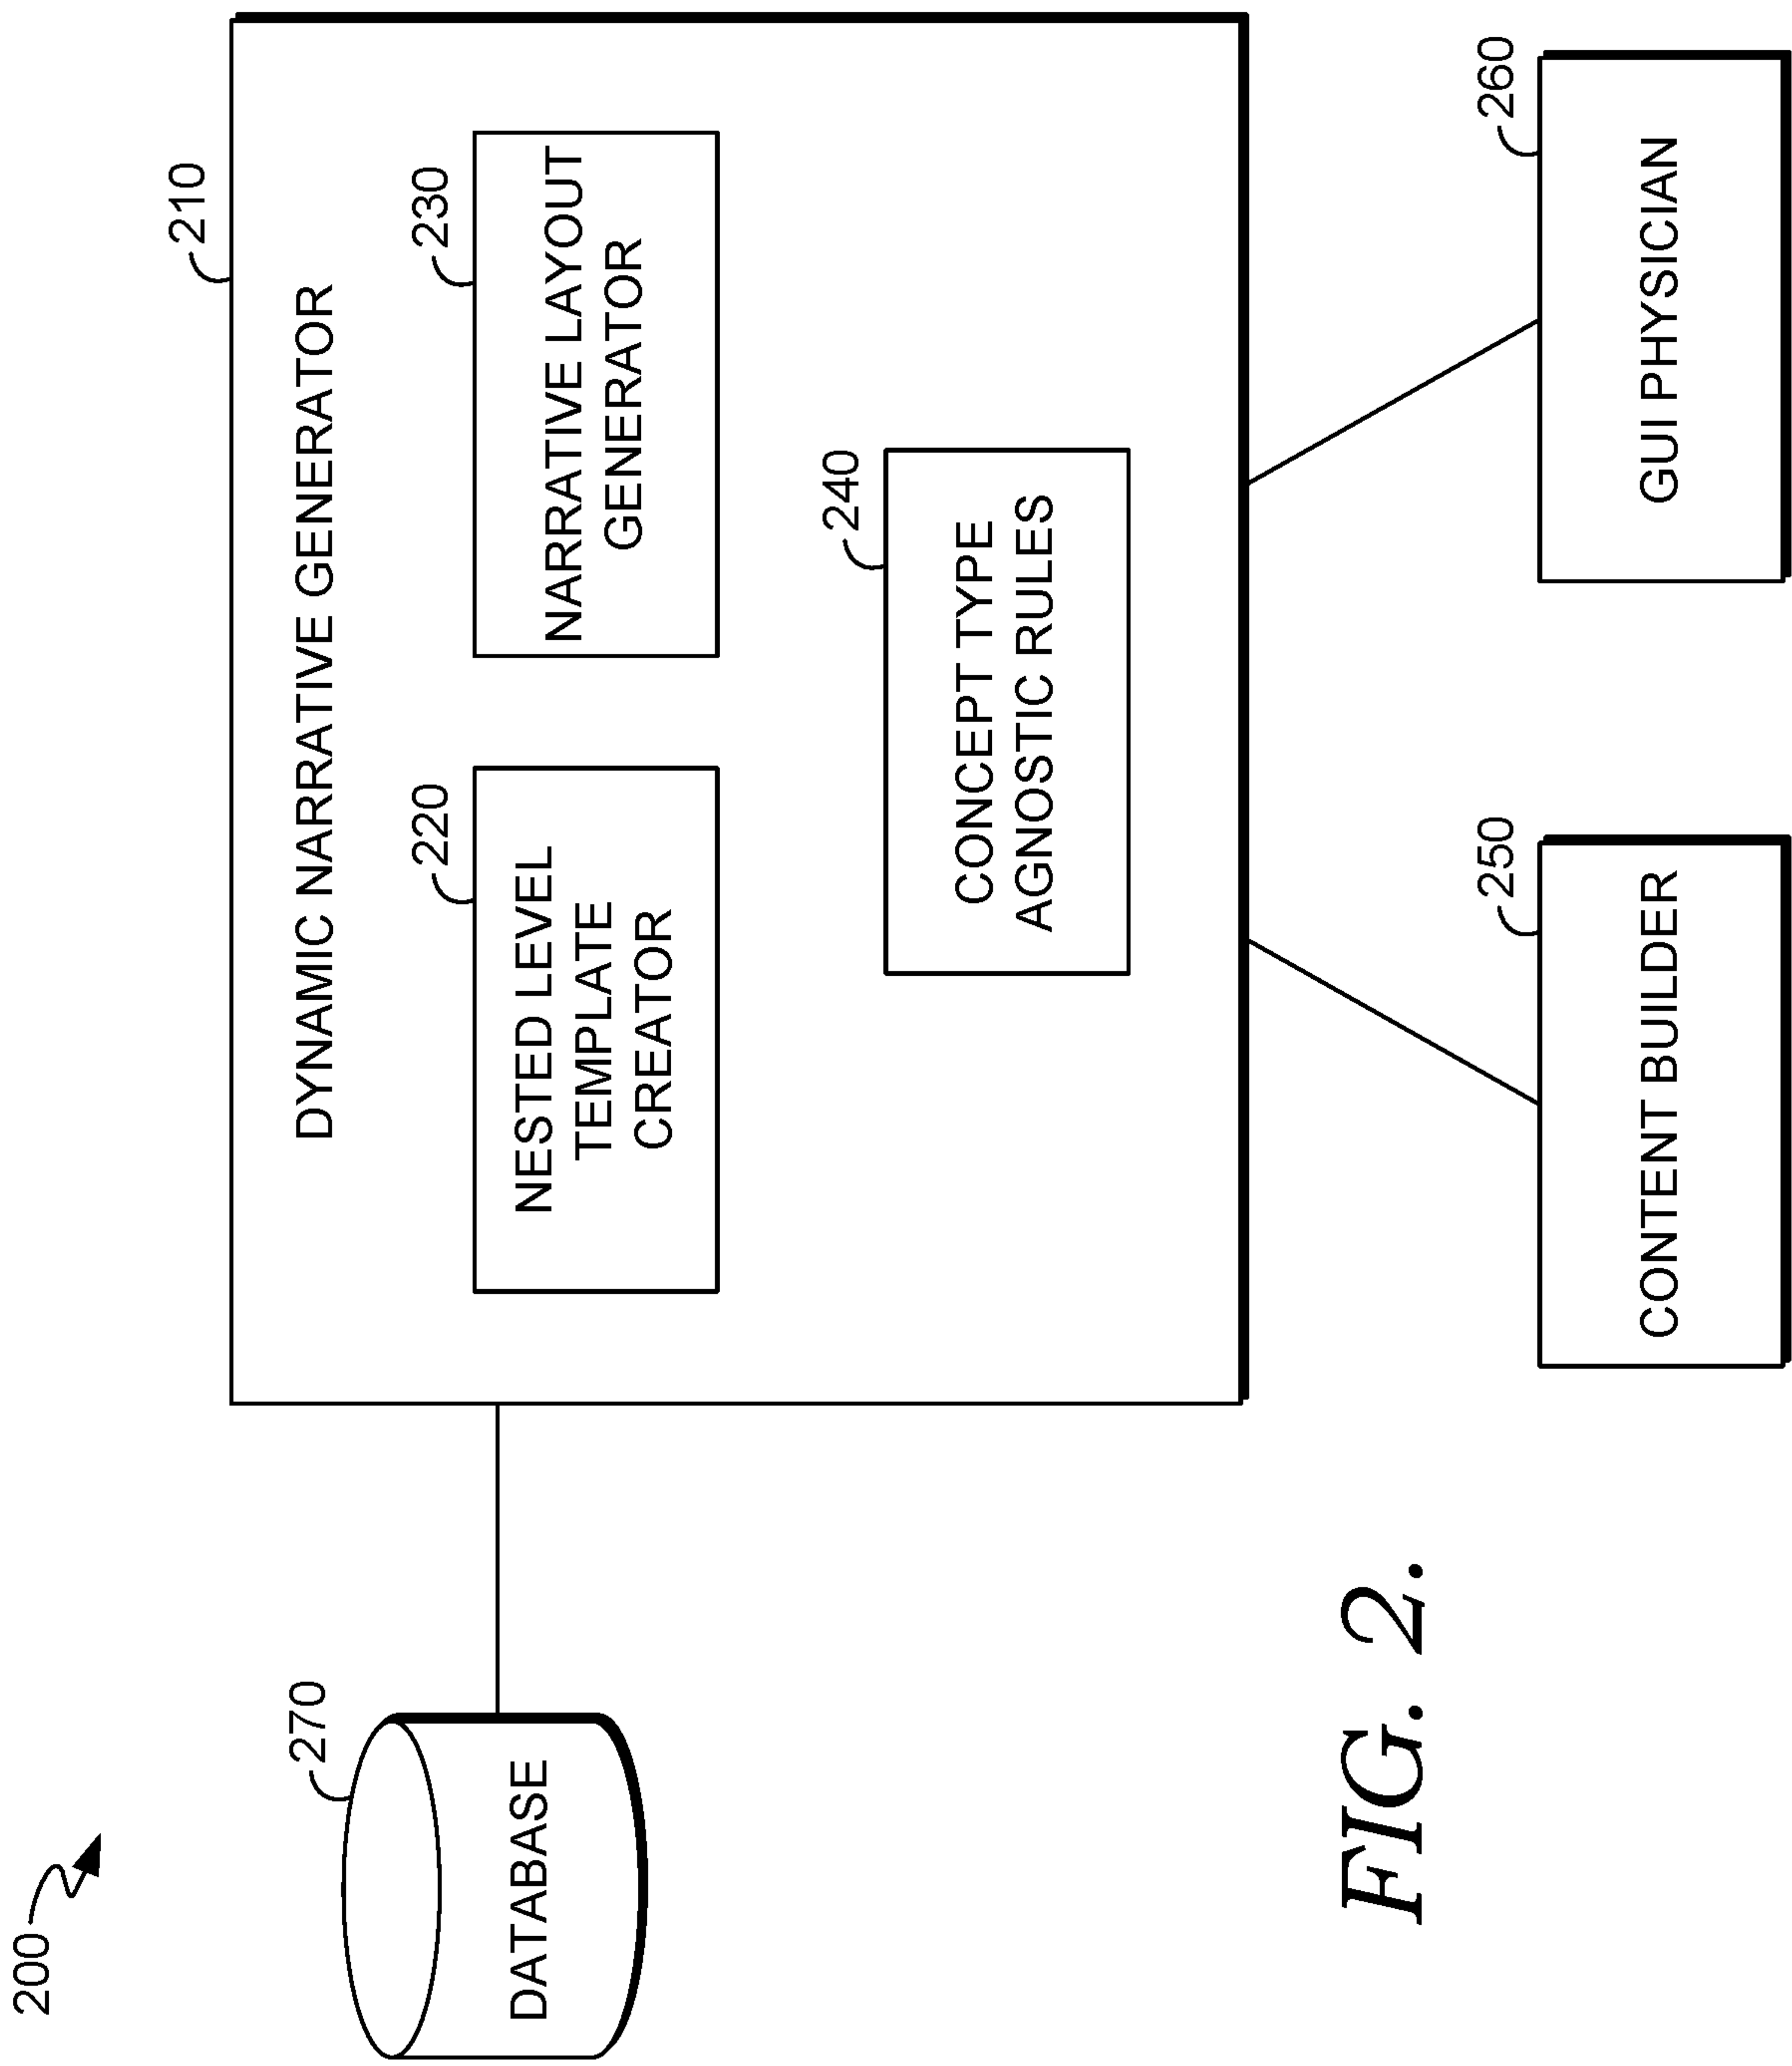 200
210
DYNAMIC NARRATIVE GENERATOR
270
DATABASE
220
NESTED LEVEL
TEMPLATE
CREATOR
230
NARRATIVE LAYOUT
GENERATOR
240
CONCEPT TYPE
AGNOSTIC RULES
250
CONTENT BUILDER
260
GUI PHYSICIAN
FIG. 2.